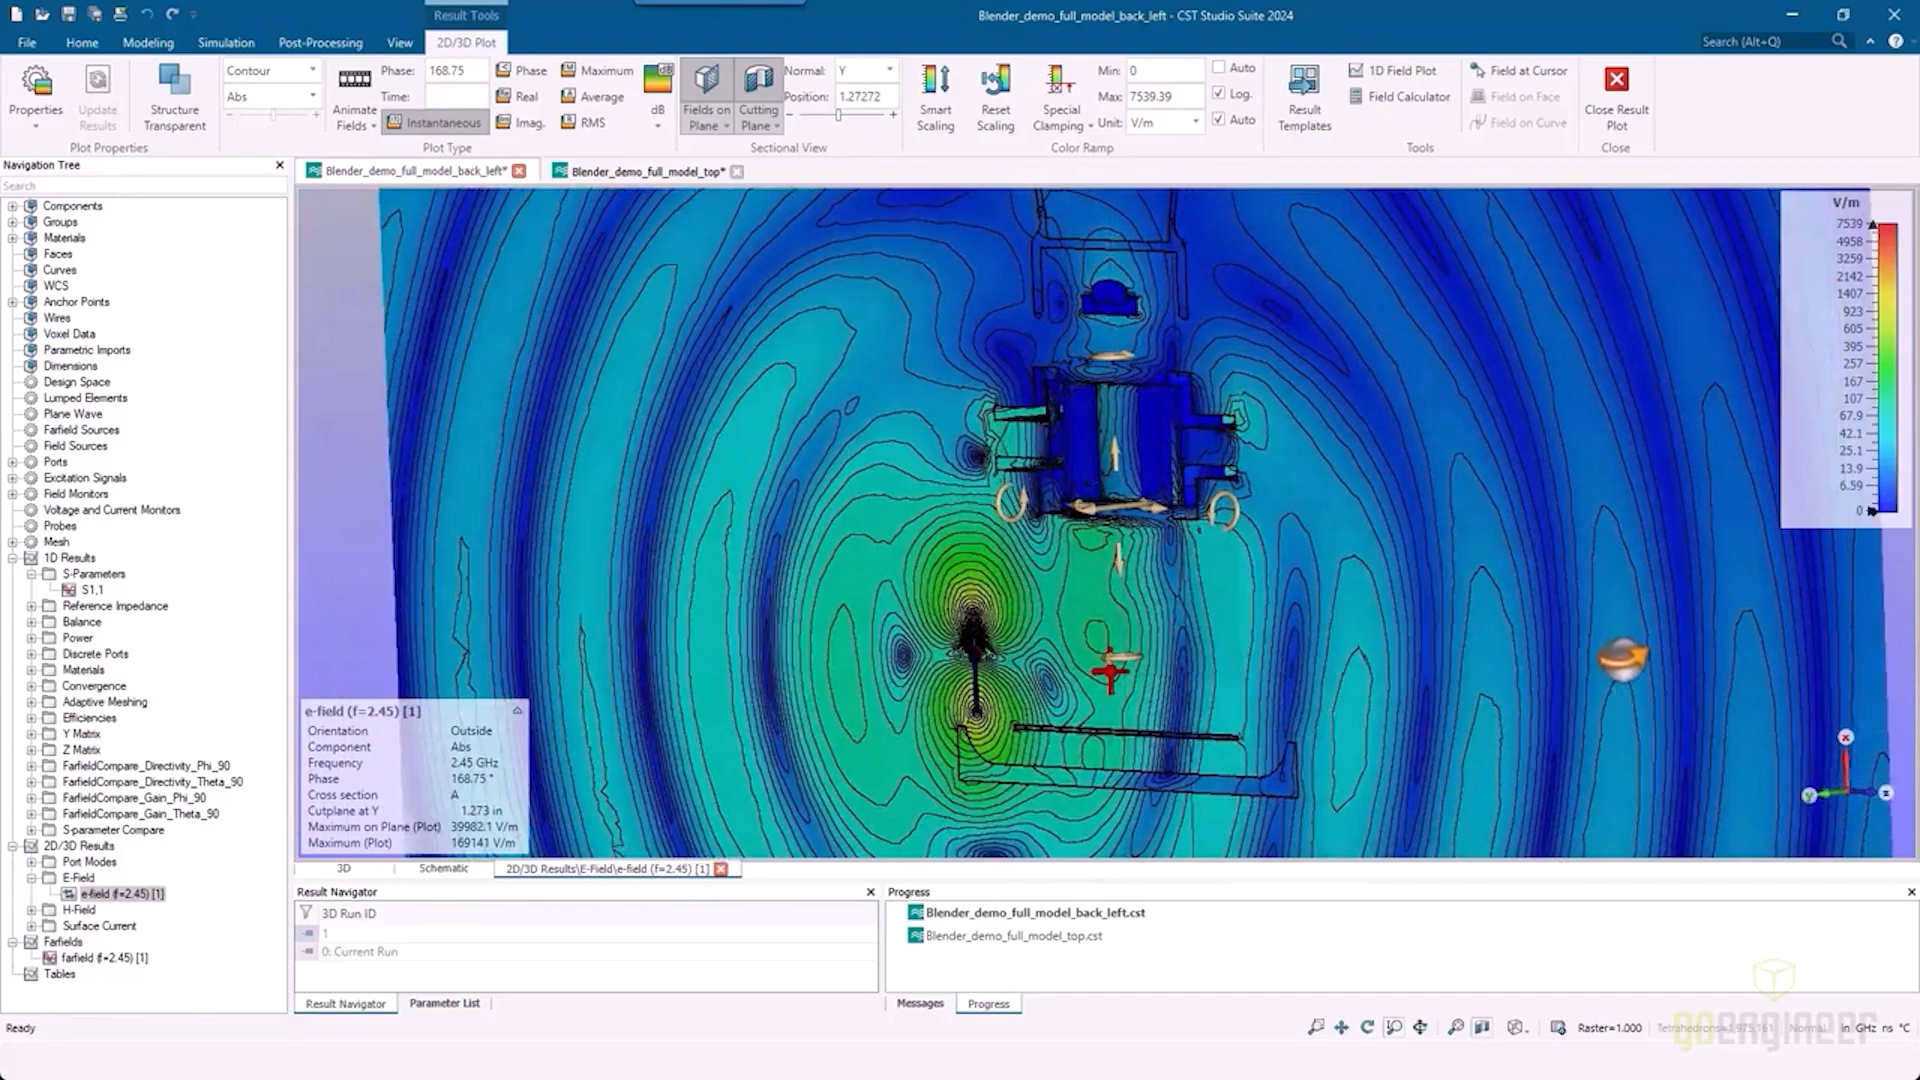 Result Tools
Blender_demo_full_model_back_left - CST Studio Suite 2024
File Home Modeling Simulation Post-Processing View 2D/3D Plot
Search (Alt+Q)
Properties
Update Results
Structure Transparent
Plot Properties
Contour
Abs
Animate Fields
Phase: 168.75
Time:
Instantaneous
Phase
Real
Imag.
Maximum
Average
RMS
dB
Plot Type
Fields on Plane
Cutting Plane
Normal: Y
Position: 1.27272
Sectional View
Smart Scaling
Reset Scaling
Special Clamping
Min: 0
Max: 7539.39
Unit: V/m
Auto
Log.
Auto
Color Ramp
Result Templates
1D Field Plot
Field Calculator
Field at Cursor
Field on Face
Field on Curve
Tools
Close Result Plot
Close
Navigation Tree
Search
Components
Groups
Materials
Faces
Curves
WCS
Anchor Points
Wires
Voxel Data
Parametric Imports
Dimensions
Design Space
Lumped Elements
Plane Wave
Farfield Sources
Field Sources
Ports
Excitation Signals
Field Monitors
Voltage and Current Monitors
Probes
Mesh
1D Results
S-Parameters
S1,1
Reference Impedance
Balance
Power
Discrete Ports
Materials
Convergence
Adaptive Meshing
Efficiencies
Y Matrix
Z Matrix
FarfieldCompare_Directivity_Phi_90
FarfieldCompare_Directivity_Theta_90
FarfieldCompare_Gain_Phi_90
FarfieldCompare_Gain_Theta_90
S-parameter Compare
2D/3D Results
Port Modes
E-Field
e-field (f=2.45) [1]
H-Field
Surface Current
Farfields
farfield (f=2.45) [1]
Tables
Blender_demo_full_model_back_left*
Blender_demo_full_model_top*
V/m
7539
4958
3259
2142
1407
923
605
395
257
167
107
67.9
42.1
25.1
13.9
6.59
0
x
y
z
e-field (f=2.45) [1]
Orientation Outside
Component Abs
Frequency 2.45 GHz
Phase 168.75 °
Cross section A
Cutplane at Y 1.273 in
Maximum on Plane (Plot) 39982.1 V/m
Maximum (Plot) 169141 V/m
3D
Schematic
2D/3D Results\E-Field\e-field (f=2.45) [1]
Result Navigator
3D Run ID
1
0: Current Run
Result Navigator
Parameter List
Progress
Blender_demo_full_model_back_left.cst
Blender_demo_full_model_top.cst
Messages
Progress
Ready
Raster=1.000
Tetrahedrons=1,975,161
Normal
in GHz ns °C
goengineer